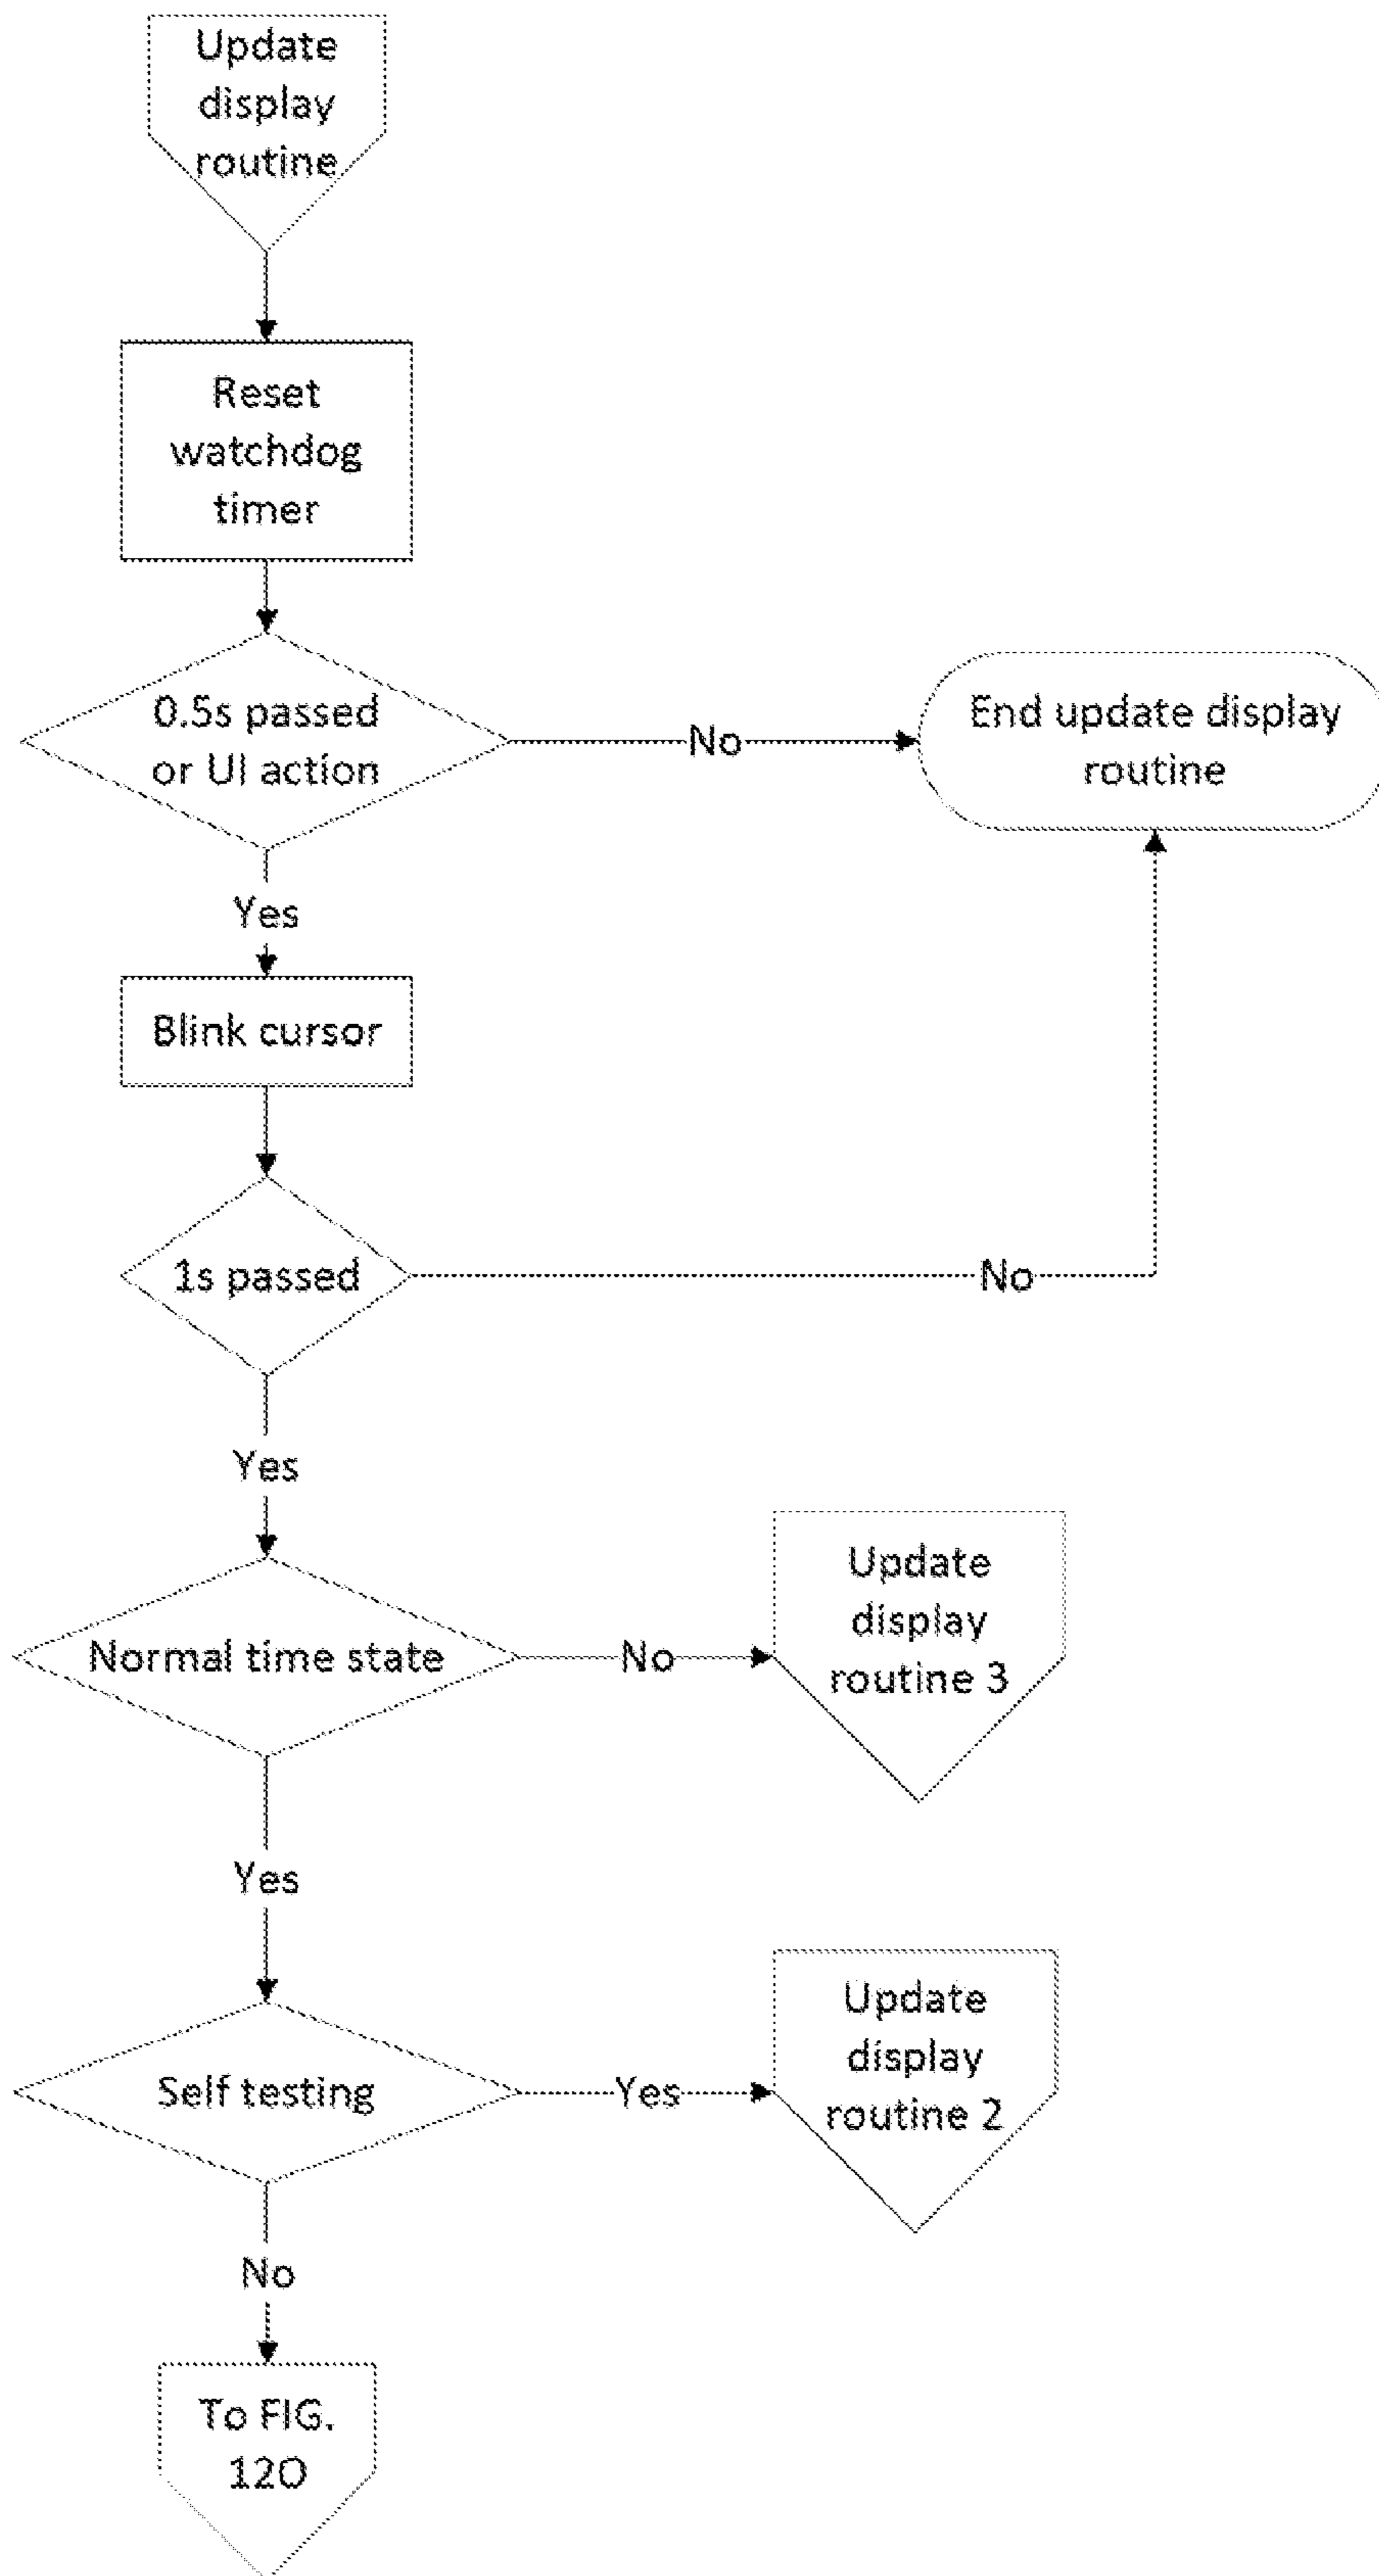 Update
display
routine
Reset
watchdog
timer
0.5s passed
or UI action
No
End update display
routine
Yes
Blink cursor
1s passed
No
Yes
Normal time state
No
Update
display
routine 3
Yes
Self testing
Yes
Update
display
routine 2
No
To FIG.
12O